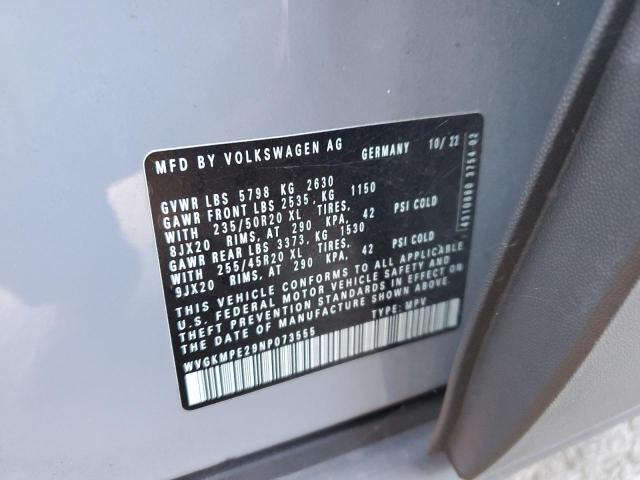 MFD BY VOLKSWAGEN AG GERMANY 10/22
GVWR LBS 5798 KG 2630
GAWR FRONT LBS 2535, KG 1150
WITH 235/50R20 XL TIRES,
8JX20 RIMS, AT 290 KPA, 42 PSI COLD
GAWR REAR LBS 3373, KG 1530
WITH 255/45R20 XL TIRES,
9JX20 RIMS, AT 290 KPA, 42 PSI COLD
THIS VEHICLE CONFORMS TO ALL APPLICABLE
U.S. FEDERAL MOTOR VEHICLE SAFETY AND
THEFT PREVENTION STANDARDS IN EFFECT ON
THE DATE OF MANUFACTURE SHOWN ABOVE.
WVGKMPE29NP073555 TYPE: MPV